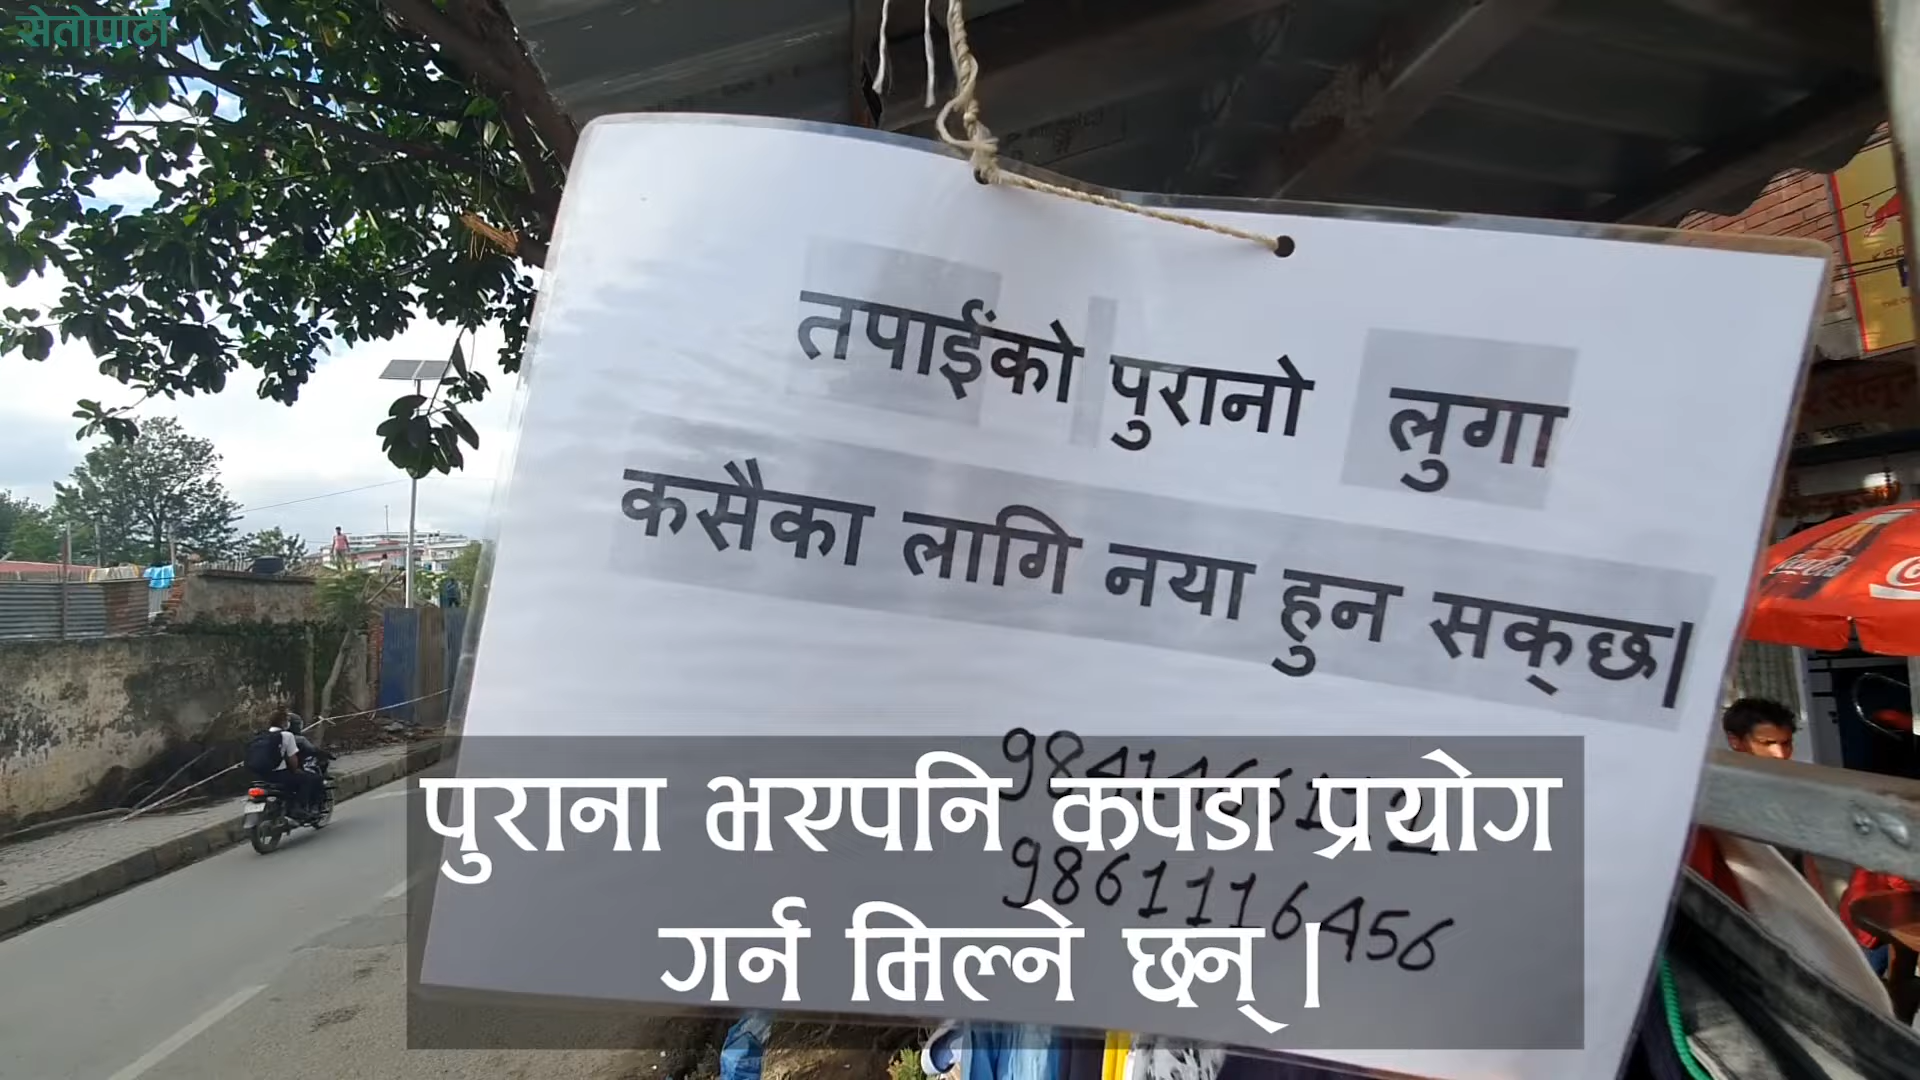 सेतोपाटी
तपाईंको पुरानो लुगा
कसैका लागि नया हुन सक्छ।
9861116456
पुराना भएपनि कपडा प्रयोग
गर्न मिल्ने छन् ।